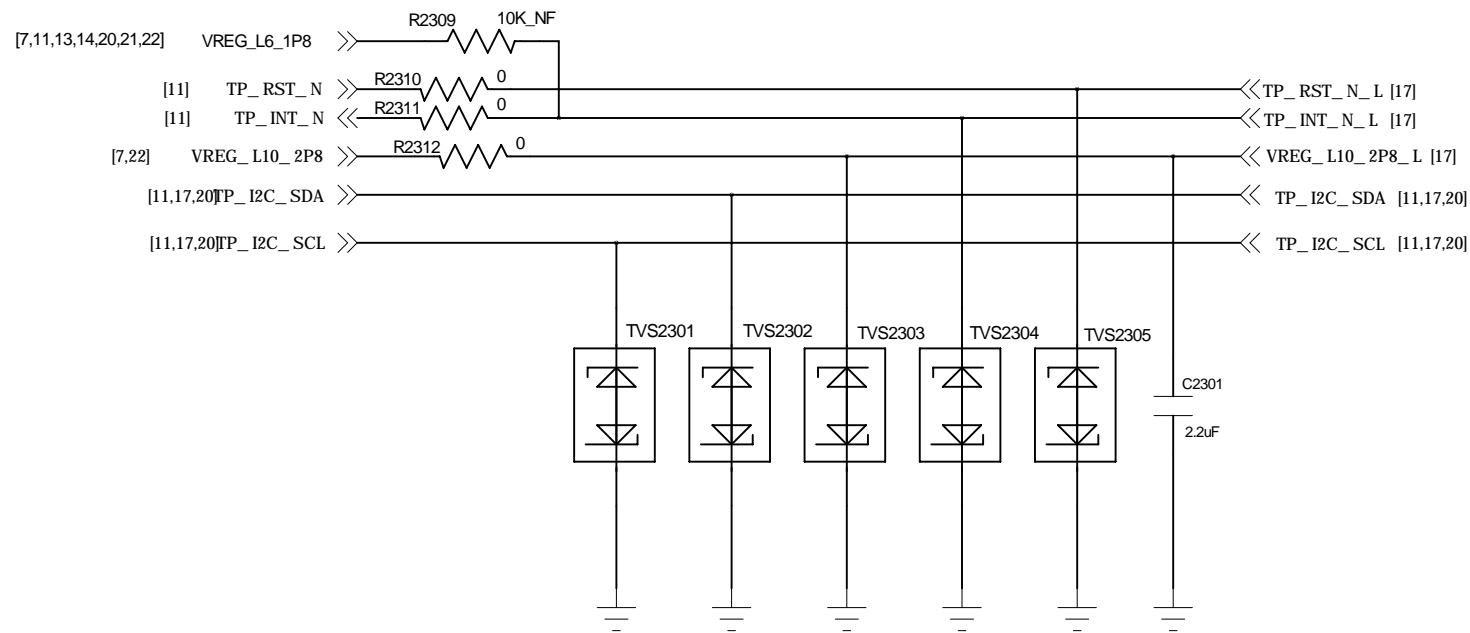 R2309 10K_NF
[7,11,13,14,20,21,22] VREG_L6_1P8
[11] TP_RST_N R2310 0 TP_RST_N_L [17]
[11] TP_INT_N R2311 0 TP_INT_N_L [17]
[7,22] VREG_L10_2P8 R2312 0 VREG_L10_2P8_L [17]
[11,17,20]TP_I2C_SDA TP_I2C_SDA [11,17,20]
[11,17,20]TP_I2C_SCL TP_I2C_SCL [11,17,20]
TVS2301 TVS2302 TVS2303 TVS2304 TVS2305
C2301
2.2uF